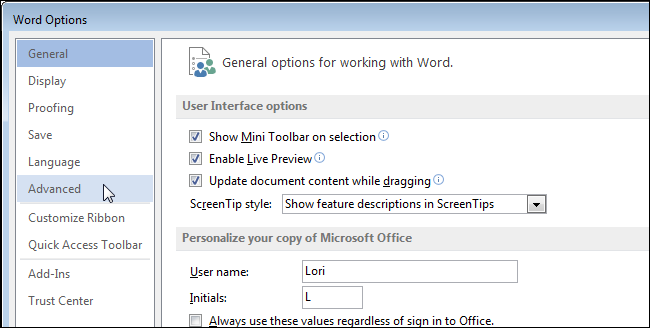 Word Options
General
Display
Proofing
Save
Language
Advanced
Customize Ribbon
Quick Access Toolbar
Add-Ins
Trust Center
General options for working with Word.
User Interface options
Show Mini Toolbar on selection
Enable Live Preview
Update document content while dragging
ScreenTip style: Show feature descriptions in ScreenTips
Personalize your copy of Microsoft Office
User name: Lori
Initials: L
Always use these values regardless of sign in to Office.